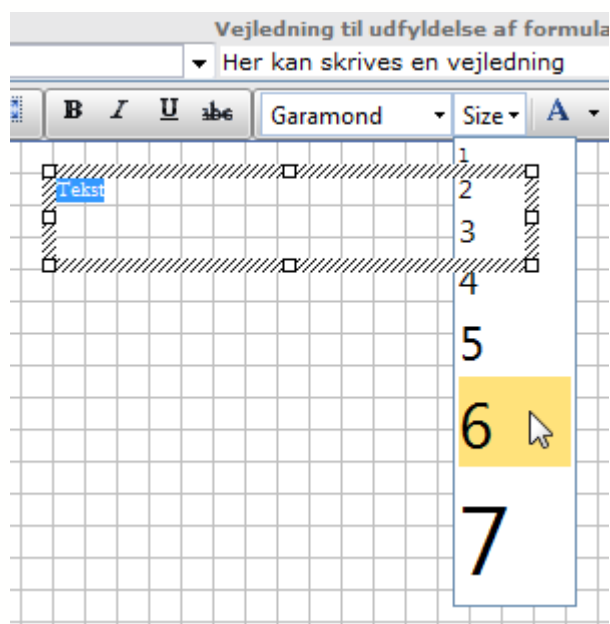 Vejledning til udfyldelse af formula
Her kan skrives en vejledning
B I U abc Garamond Size A
Tekst
1
2
3
4
5
6
7